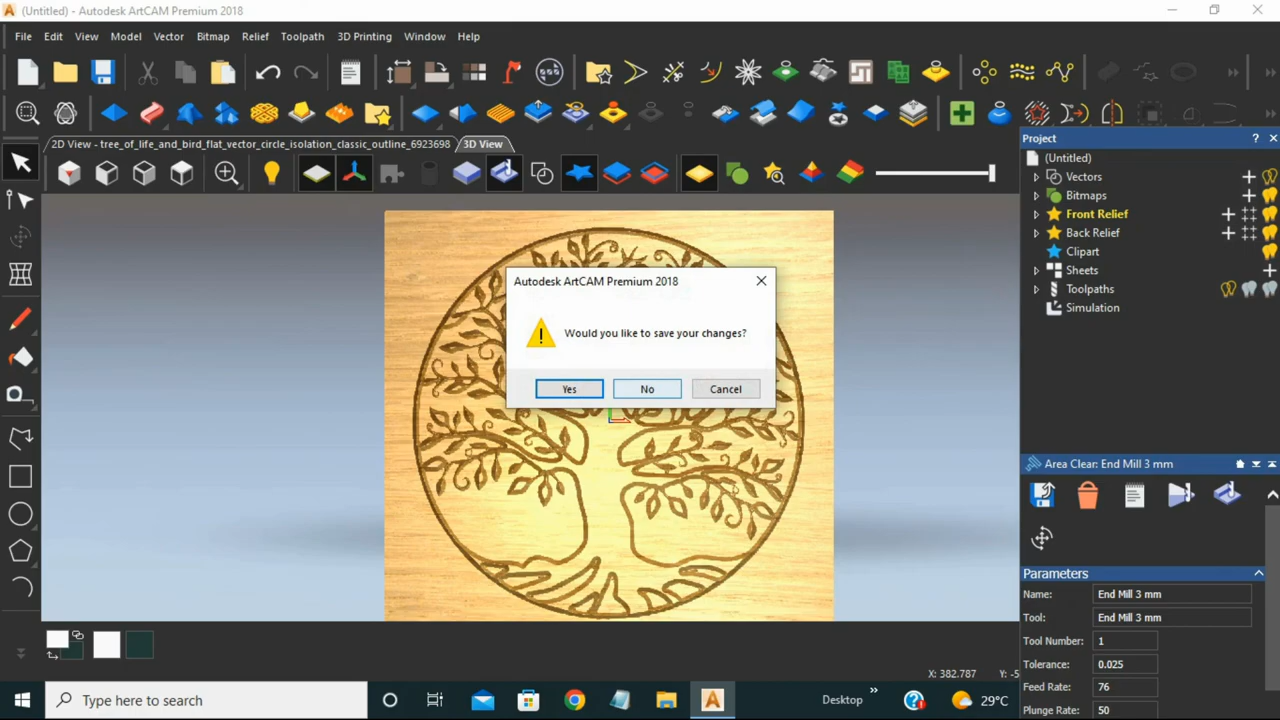 (Untitled) - Autodesk ArtCAM Premium 2018
File Edit View Model Vector Bitmap Relief Toolpath 3D Printing Window Help
2D View - tree_of_life_and_bird_flat_vector_circle_isolation_classic_outline_6923698 3D View
Project
(Untitled)
Vectors
Bitmaps
Front Relief
Back Relief
Clipart
Sheets
Toolpaths
Simulation
Autodesk ArtCAM Premium 2018
Would you like to save your changes?
Yes No Cancel
Area Clear: End Mill 3 mm
Parameters
Name: End Mill 3 mm
Tool: End Mill 3 mm
Tool Number: 1
Tolerance: 0.025
Feed Rate: 76
Plunge Rate: 50
X: 382.787 Y: -5
Type here to search
Desktop
29°C